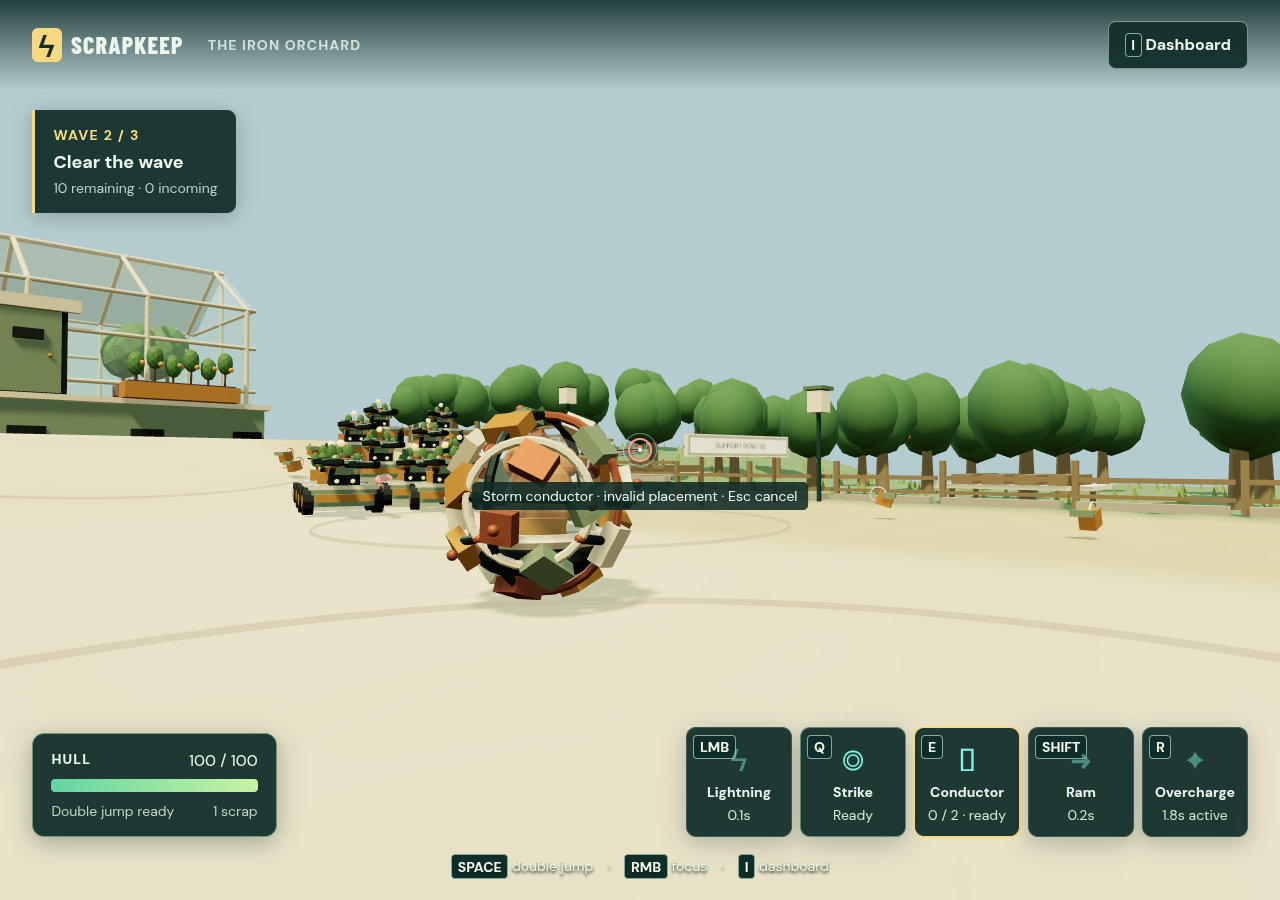 SCRAPKEEP
THE IRON ORCHARD
I Dashboard
WAVE 2 / 3
Clear the wave
10 remaining · 0 incoming
Storm conductor · invalid placement · Esc cancel
HULL 100 / 100
Double jump ready 1 scrap
LMB
Lightning
0.1s
Q
Strike
Ready
E
Conductor
0 / 2 · ready
SHIFT
Ram
0.2s
R
Overcharge
1.8s active
SPACE double jump · RMB focus · I dashboard